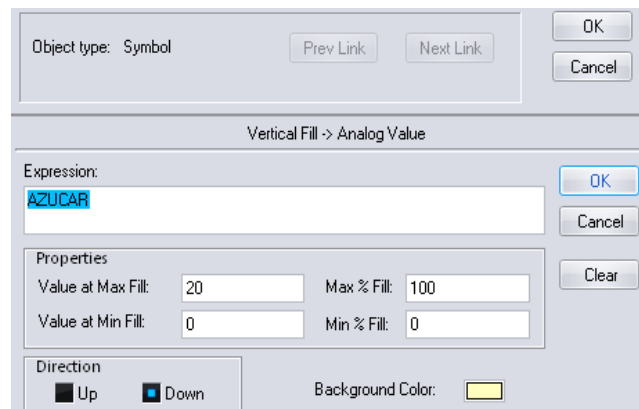 OK
Object type: Symbol Prev Link Next Link
Cancel
Vertical Fill -> Analog Value
Expression:
OK
AZUCAR
Cancel
Properties
Clear
Value at Max Fill: 20 Max % Fill: 100
Value at Min Fill: 0 Min % Fill: 0
Direction
Up Down Background Color: